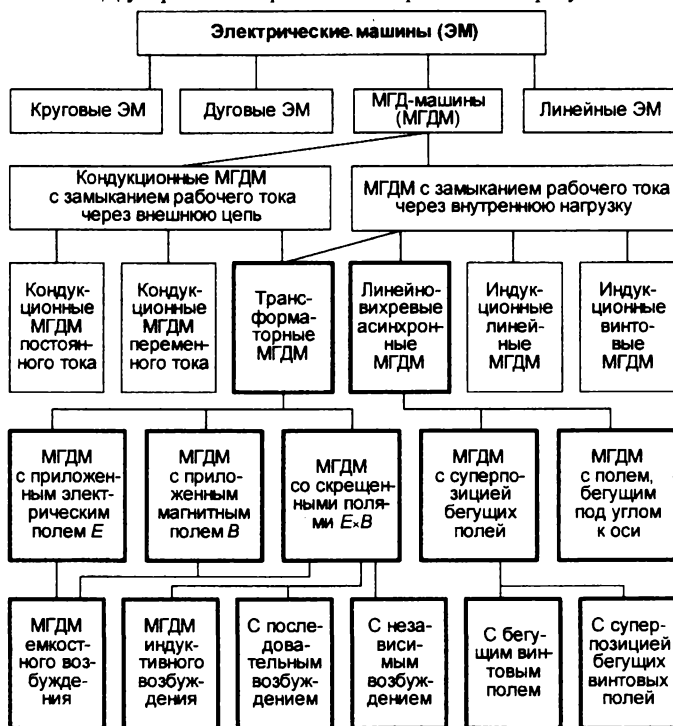 Электрические машины (ЭМ)
Круговые ЭМ
Дуговые ЭМ
МГД-машины
(МГДМ)
Линейные ЭМ
Кондукционные МГДМ
с замыканием рабочего тока
через внешнюю цепь
МГДМ с замыканием рабочего тока
через внутреннюю нагрузку
Кондук-
ционные
МГДМ
постоян-
ного тока
Кондук-
ционные
МГДМ
перемен-
ного тока
Транс-
форма-
торные
МГДМ
Линейно-
вихревые
асинхрон-
ные
МГДМ
Индук-
ционные
линей-
ные
МГДМ
Индук-
ционные
винто-
вые
МГДМ
МГДМ
с приложен-
ным элект-
рическим
полем E
МГДМ
с прило-
женным
магнитным
полем B
МГДМ
со скрещен-
ными поля-
ми E×B
МГДМ
с суперпо-
зицией
бегущих
полей
МГДМ
с полем,
бегущим
под углом
к оси
МГДМ
емкост-
ного воз-
бужде-
ния
МГДМ
индук-
тивного
возбуж-
дения
С после-
дова-
тельным
возбуж-
дением
С неза-
виси-
мым
возбуж-
дением
С бегу-
щим вин-
товым
полем
С супер-
позицией
бегущих
винтовых
полей